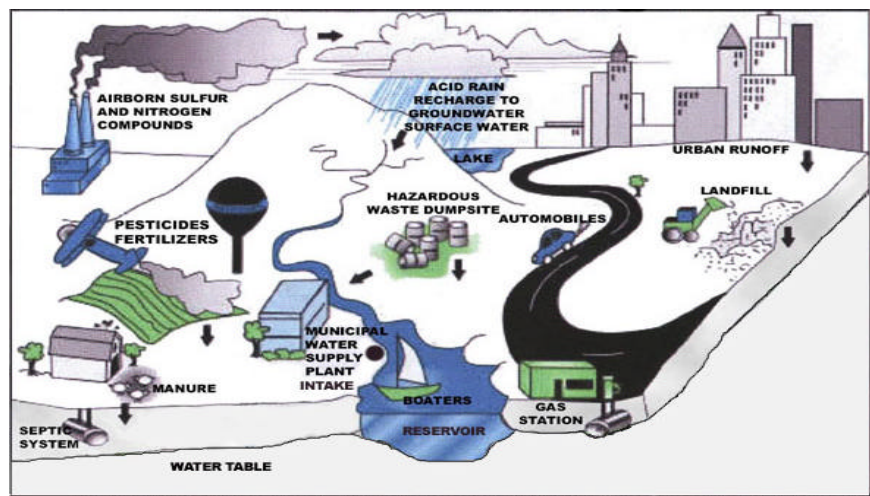 AIRBORN SULFUR
AND NITROGEN
COMPOUNDS
ACID RAIN
RECHARGE TO
GROUNDWATER
SURFACE WATER
LAKE
URBAN RUNOFF
HAZARDOUS
WASTE DUMPSITE
AUTOMOBILES
LANDFILL
PESTICIDES
FERTILIZERS
MUNICIPAL
WATER
SUPPLY
PLANT
INTAKE
MANURE
BOATERS
GAS
STATION
SEPTIC
SYSTEM
RESERVOIR
WATER TABLE